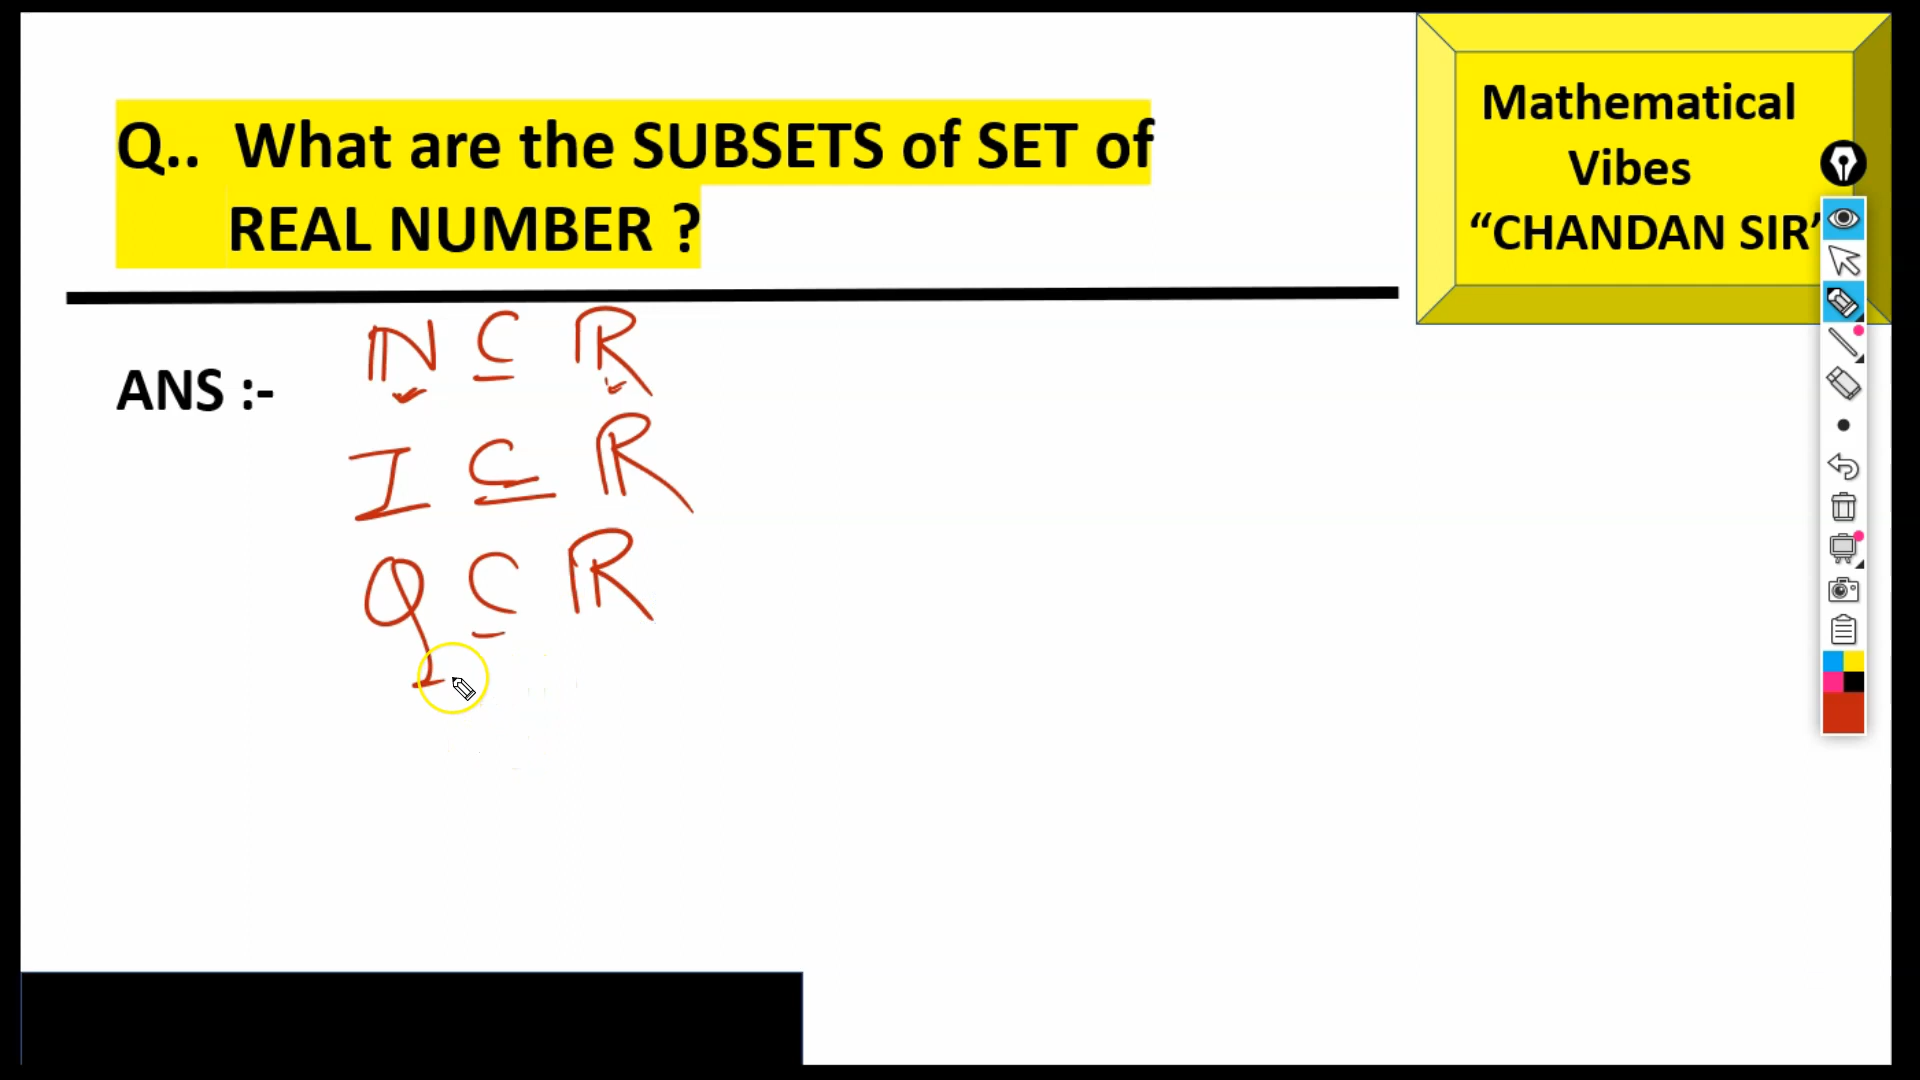 Q.. What are the SUBSETS of SET of
REAL NUMBER ?
Mathematical
Vibes
“CHANDAN SIR”
ANS :-
N ⊆ R
I ⊆ R
Q ⊆ R